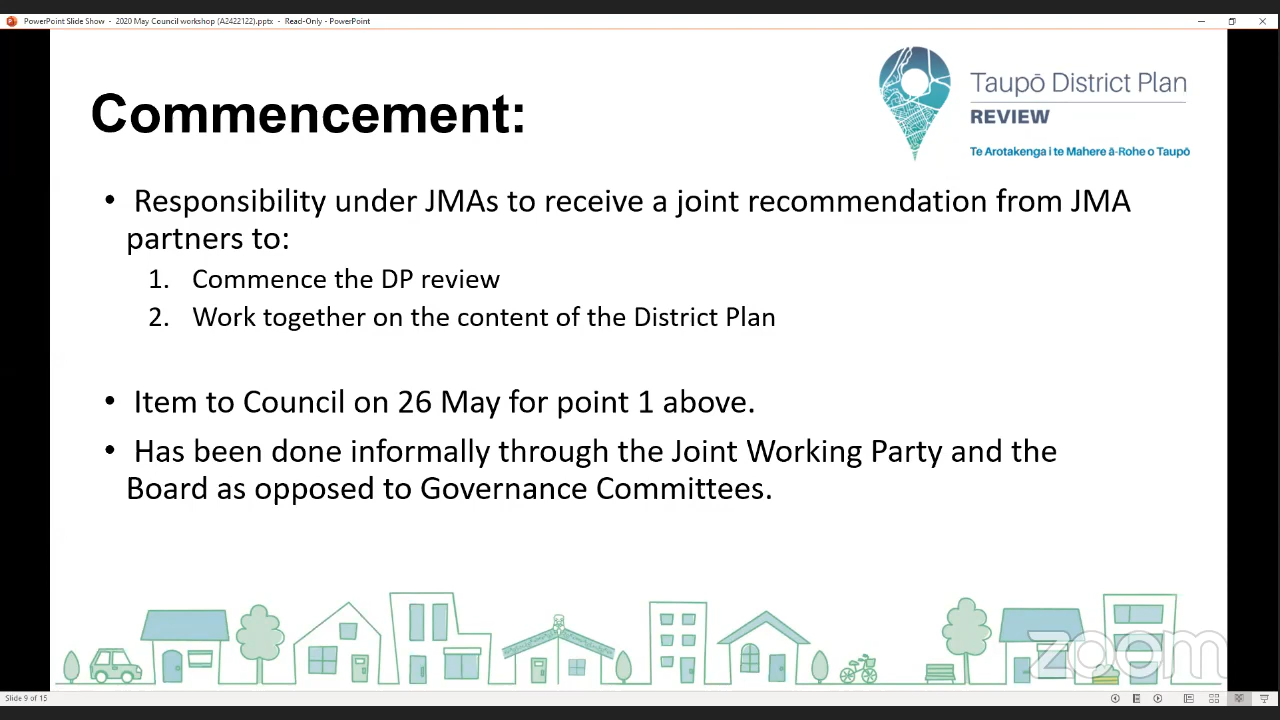 PowerPoint Slide Show - 2020 May Council workshop (A2422122).pptx - Read-Only - PowerPoint
Taupō District Plan
REVIEW
Te Arotakenga i te Mahere ā-Rohe o Taupō
Commencement:
• Responsibility under JMAs to receive a joint recommendation from JMA
partners to:
1. Commence the DP review
2. Work together on the content of the District Plan
• Item to Council on 26 May for point 1 above.
• Has been done informally through the Joint Working Party and the
Board as opposed to Governance Committees.
zoom
Slide 9 of 15